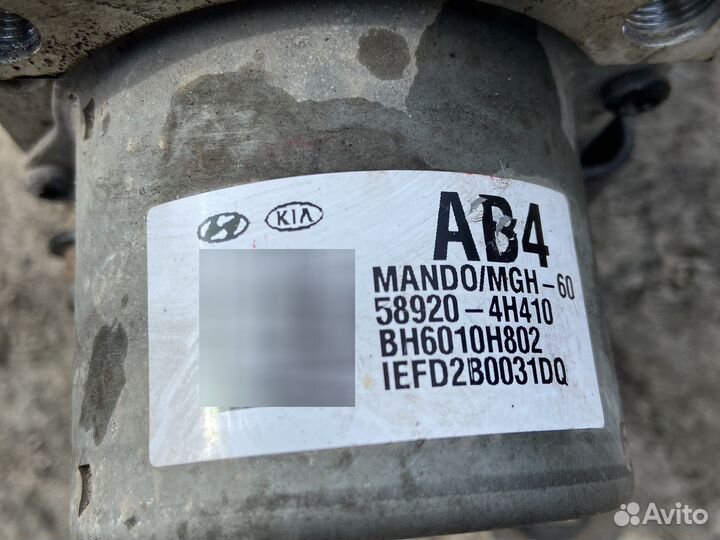 KIA
AB4
MANDO/MGH-60
58920-4H410
BH6010H802
IEFD2B0031DQ
Avito